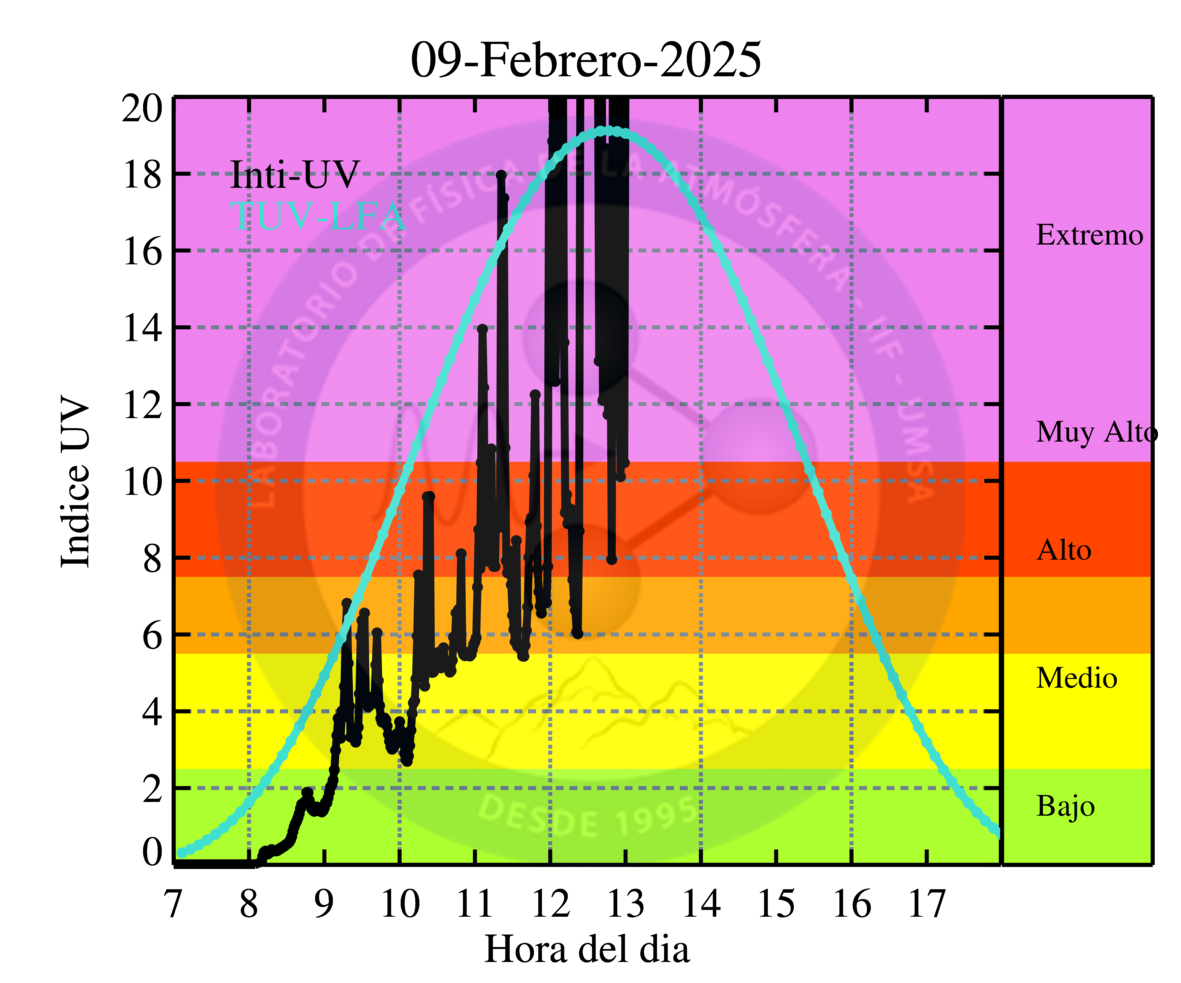 09-Febrero-2025
20
18
16
14
12
10
8
6
4
2
0
Indice UV
Inti-UV
TUV-LFA
LABORATORIO DE FÍSICA DE LA ATMÓSFERA - IIF - UMSA
DESDE 1995
Extremo
Muy Alto
Alto
Medio
Bajo
7 8 9 10 11 12 13 14 15 16 17
Hora del dia